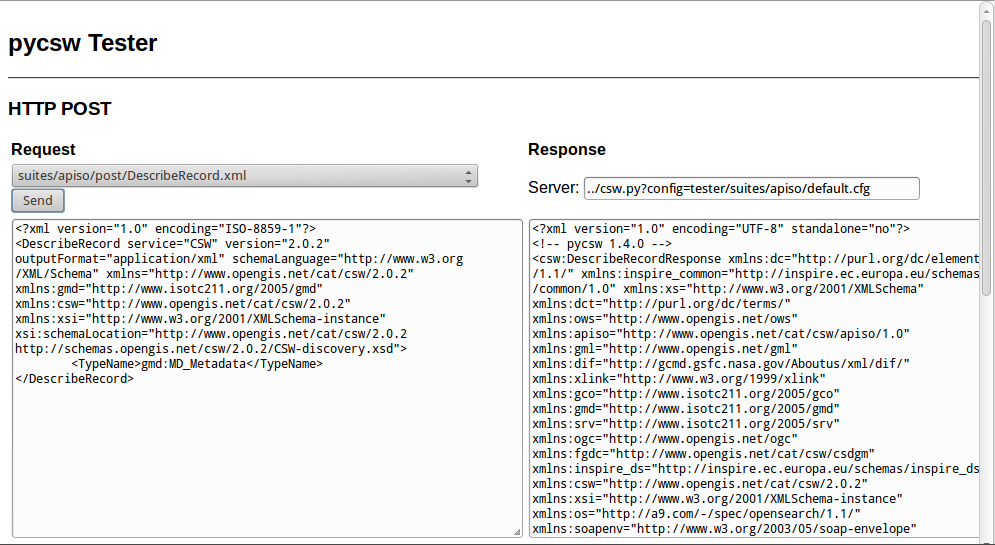 pycsw Tester
HTTP POST
Request
suites/apiso/post/DescribeRecord.xml
Send
<?xml version="1.0" encoding="ISO-8859-1"?>
<DescribeRecord service="CSW" version="2.0.2"
outputFormat="application/xml" schemaLanguage="http://www.w3.org
/XML/Schema" xmlns="http://www.opengis.net/cat/csw/2.0.2"
xmlns:gmd="http://www.isotc211.org/2005/gmd"
xmlns:csw="http://www.opengis.net/cat/csw/2.0.2"
xmlns:xsi="http://www.w3.org/2001/XMLSchema-instance"
xsi:schemaLocation="http://www.opengis.net/cat/csw/2.0.2
http://schemas.opengis.net/csw/2.0.2/CSW-discovery.xsd">
<TypeName>gmd:MD_Metadata</TypeName>
</DescribeRecord>
Response
Server: ../csw.py?config=tester/suites/apiso/default.cfg
<?xml version="1.0" encoding="UTF-8" standalone="no"?>
<!-- pycsw 1.4.0 -->
<csw:DescribeRecordResponse xmlns:dc="http://purl.org/dc/element
/1.1/" xmlns:inspire_common="http://inspire.ec.europa.eu/schemas
/common/1.0" xmlns:xs="http://www.w3.org/2001/XMLSchema"
xmlns:dct="http://purl.org/dc/terms/"
xmlns:ows="http://www.opengis.net/ows"
xmlns:apiso="http://www.opengis.net/cat/csw/apiso/1.0"
xmlns:gml="http://www.opengis.net/gml"
xmlns:dif="http://gcmd.gsfc.nasa.gov/Aboutus/xml/dif/"
xmlns:xlink="http://www.w3.org/1999/xlink"
xmlns:gco="http://www.isotc211.org/2005/gco"
xmlns:gmd="http://www.isotc211.org/2005/gmd"
xmlns:srv="http://www.isotc211.org/2005/srv"
xmlns:ogc="http://www.opengis.net/ogc"
xmlns:fgdc="http://www.opengis.net/cat/csw/csdgm"
xmlns:inspire_ds="http://inspire.ec.europa.eu/schemas/inspire_ds
xmlns:csw="http://www.opengis.net/cat/csw/2.0.2"
xmlns:xsi="http://www.w3.org/2001/XMLSchema-instance"
xmlns:os="http://a9.com/-/spec/opensearch/1.1/"
xmlns:soapenv="http://www.w3.org/2003/05/soap-envelope"